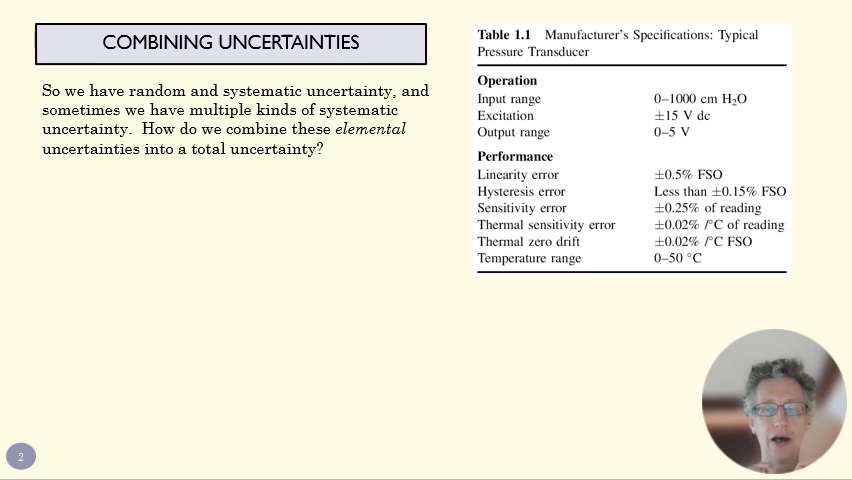 COMBINING UNCERTAINTIES
So we have random and systematic uncertainty, and
sometimes we have multiple kinds of systematic
uncertainty. How do we combine these elemental
uncertainties into a total uncertainty?
Table 1.1 Manufacturer's Specifications: Typical
Pressure Transducer
Operation
Input range 0–1000 cm H₂O
Excitation ±15 V dc
Output range 0–5 V
Performance
Linearity error ±0.5% FSO
Hysteresis error Less than ±0.15% FSO
Sensitivity error ±0.25% of reading
Thermal sensitivity error ±0.02% /°C of reading
Thermal zero drift ±0.02% /°C FSO
Temperature range 0–50 °C
2